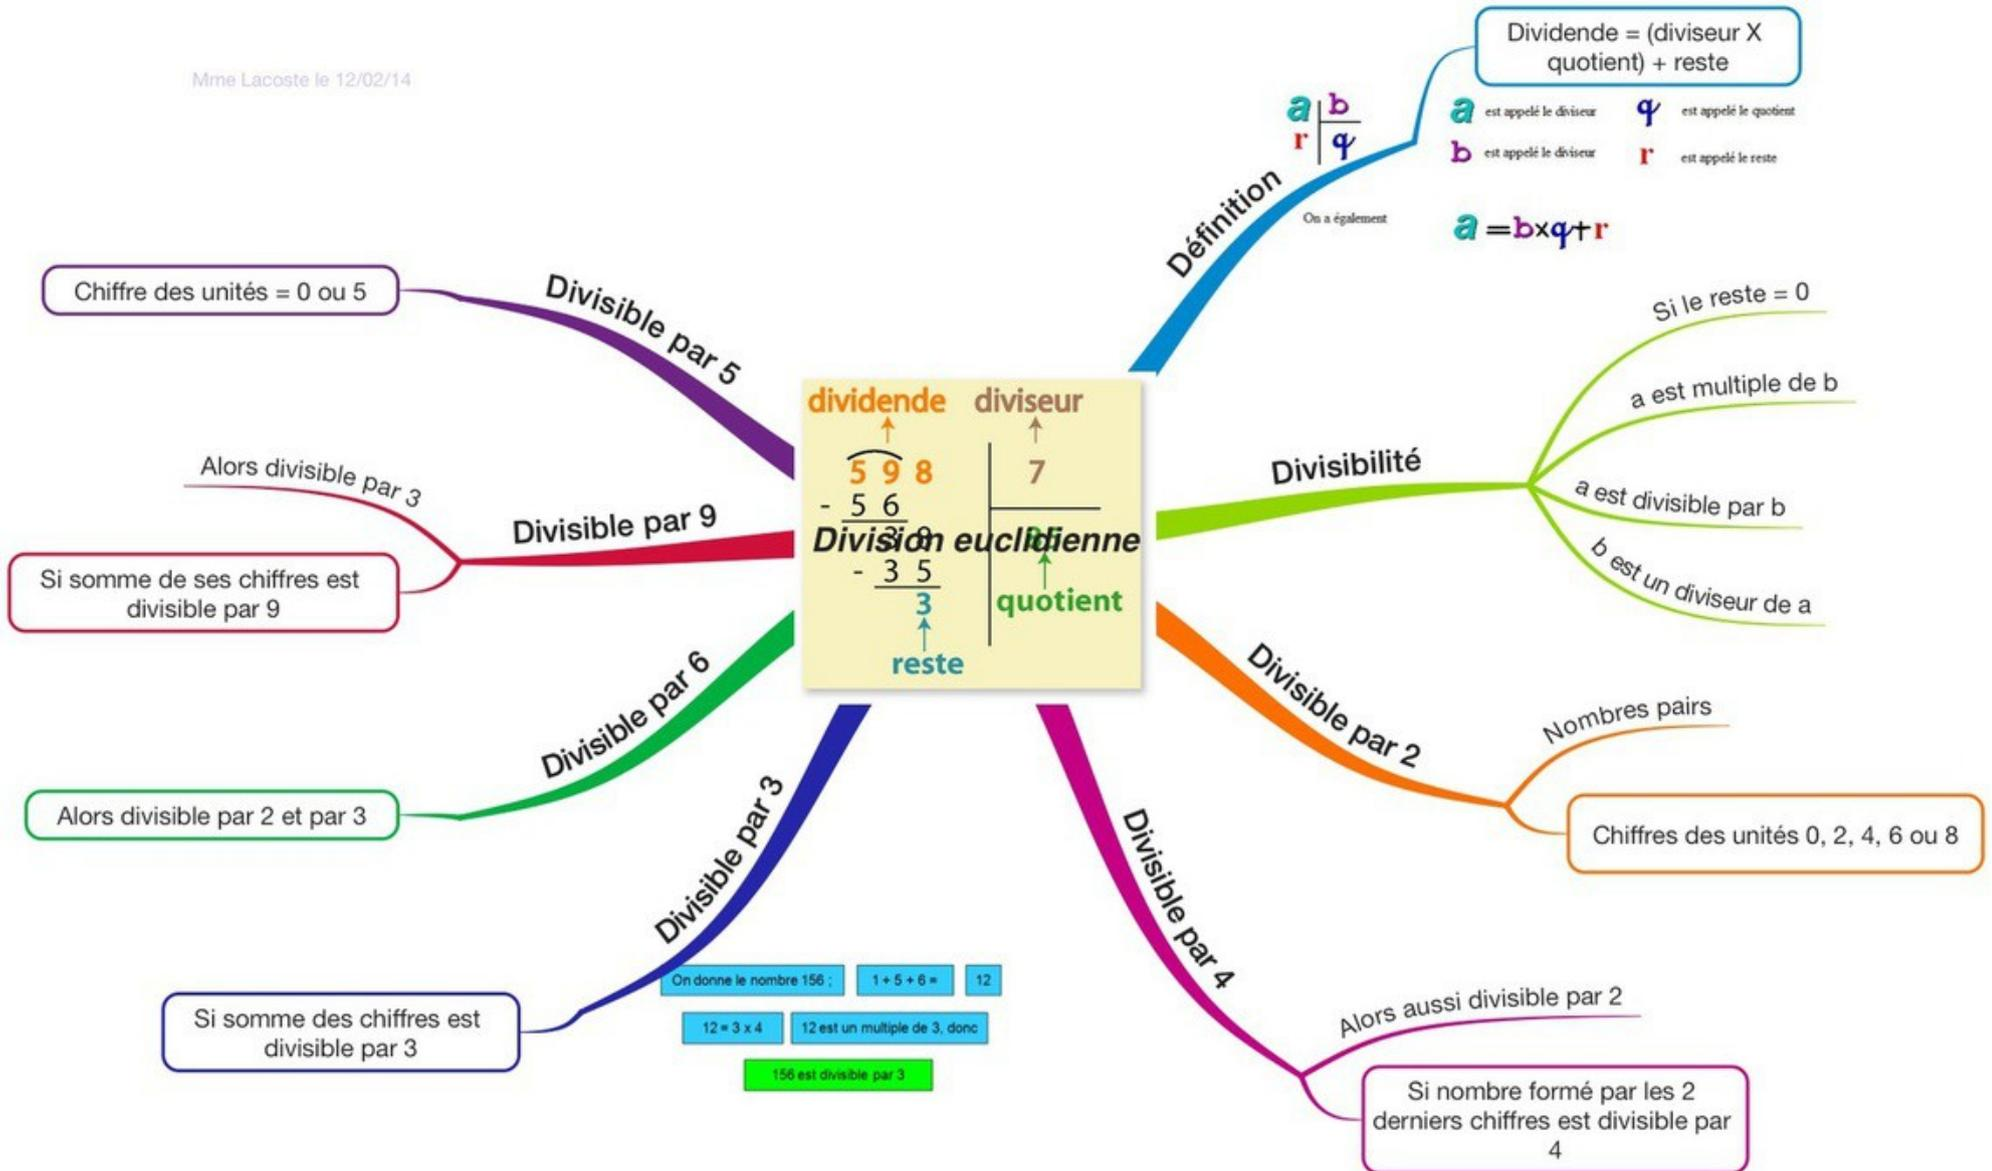 Mme Lacoste le 12/02/14
Dividende = (diviseur X
quotient) + reste
a b
r q
a est appelé le diviseur
q est appelé le quotient
b est appelé le diviseur
r est appelé le reste
On a également
a =b×q+r
Définition
Divisibilité
Si le reste = 0
a est multiple de b
a est divisible par b
b est un diviseur de a
Divisible par 2
Nombres pairs
Chiffres des unités 0, 2, 4, 6 ou 8
Divisible par 4
Alors aussi divisible par 2
Si nombre formé par les 2
derniers chiffres est divisible par
4
Divisible par 5
Chiffre des unités = 0 ou 5
Divisible par 9
Alors divisible par 3
Si somme de ses chiffres est
divisible par 9
Divisible par 6
Alors divisible par 2 et par 3
Divisible par 3
Si somme des chiffres est
divisible par 3
On donne le nombre 156 ;
1 + 5 + 6 =
12
12 = 3 x 4
12 est un multiple de 3, donc
156 est divisible par 3
dividende diviseur
5 9 8 7
- 5 6
3 8 85
Division euclidienne
- 3 5
3 quotient
reste